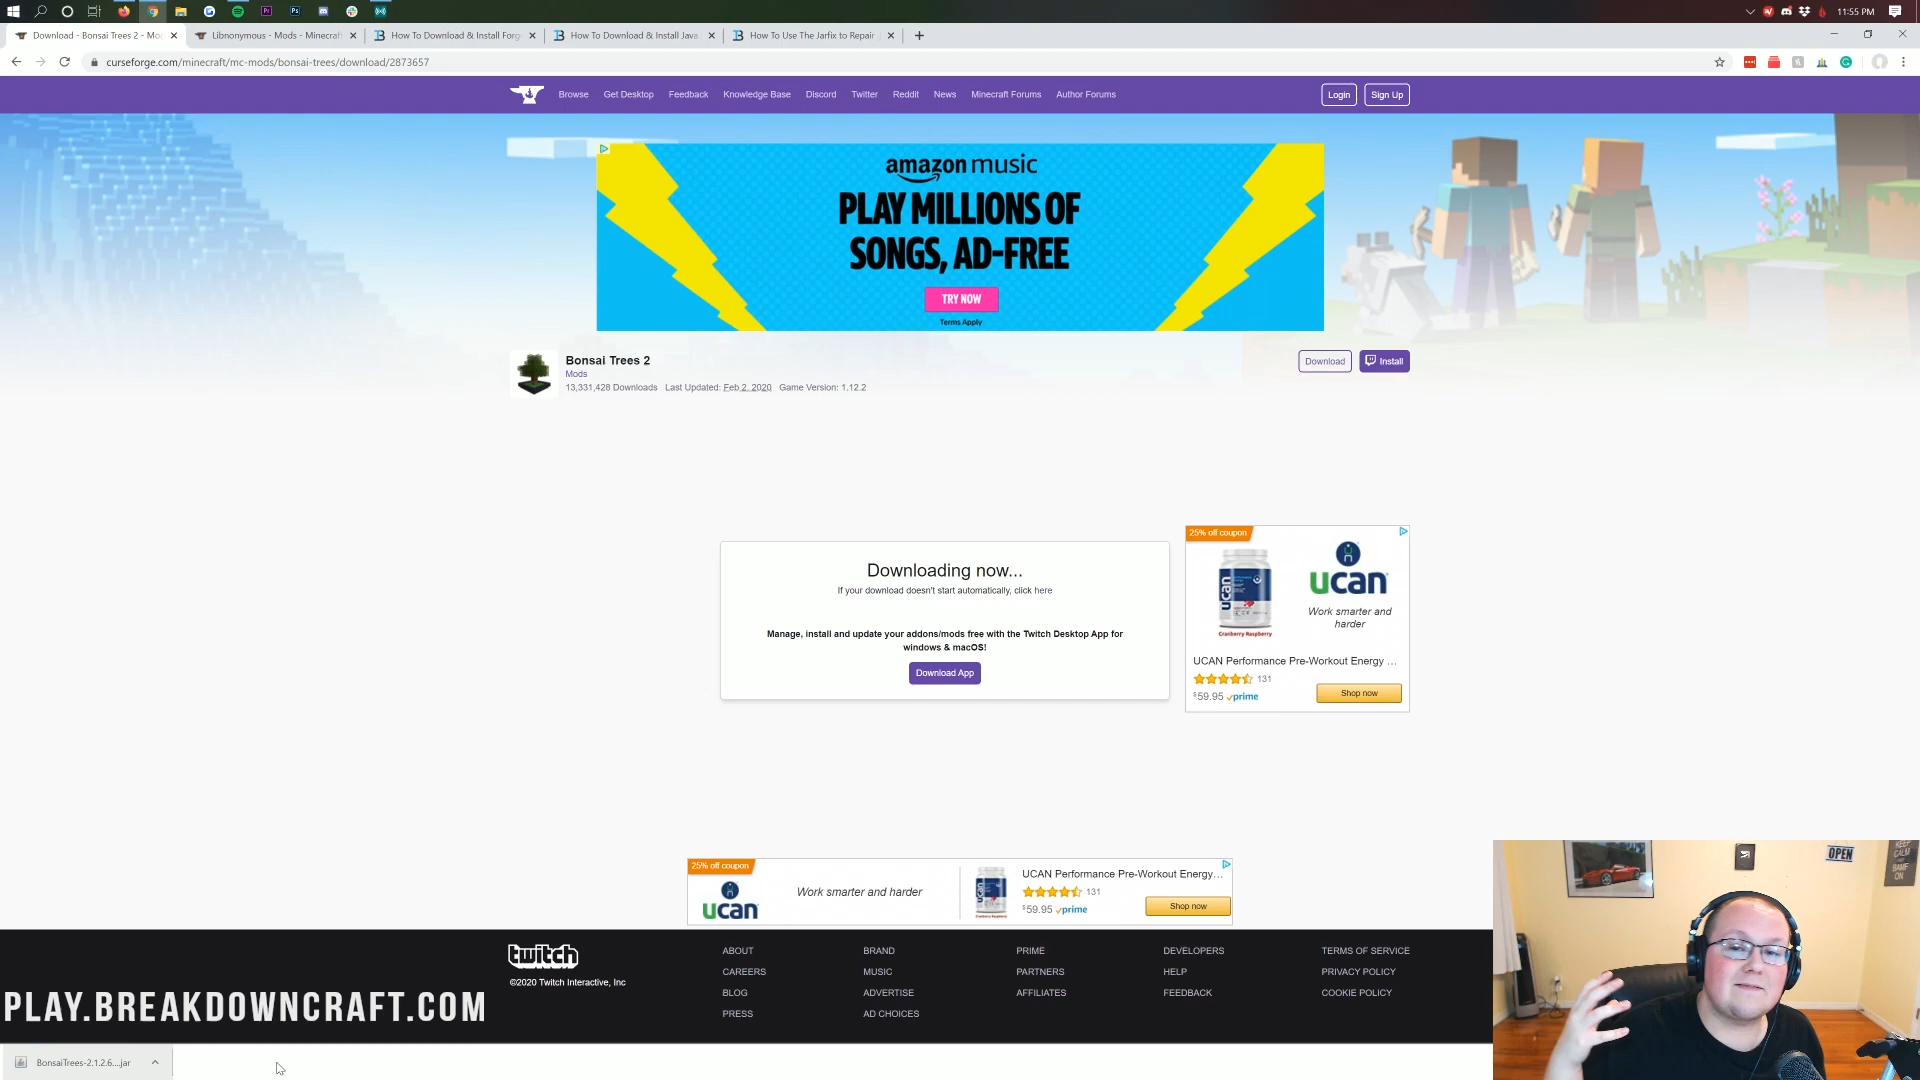 11:55 PM
Download - Bonsai Trees 2 - Mo
Libnonymous - Mods - Minecraft
How To Download & Install Forg
How To Download & Install Java
How To Use The Jarfix to Repair
curseforge.com/minecraft/mc-mods/bonsai-trees/download/2873657
Browse Get Desktop Feedback Knowledge Base Discord Twitter Reddit News Minecraft Forums Author Forums Login Sign Up
amazon music
PLAY MILLIONS OF
SONGS, AD-FREE
TRY NOW
Terms Apply
Bonsai Trees 2
Mods
13,331,428 Downloads Last Updated: Feb 2, 2020 Game Version: 1.12.2
Download Install
Downloading now...
If your download doesn't start automatically, click here
Manage, install and update your addons/mods free with the Twitch Desktop App for
windows & macOS!
Download App
25% off coupon
ucan
Cranberry Raspberry
ucan
Work smarter and
harder
UCAN Performance Pre-Workout Energy ...
131
$59.95 prime
Shop now
25% off coupon
ucan
Work smarter and harder
UCAN Performance Pre-Workout Energy...
131
$59.95 prime
Shop now
twitch
©2020 Twitch Interactive, Inc
ABOUT
CAREERS
BLOG
PRESS
BRAND
MUSIC
ADVERTISE
AD CHOICES
PRIME
PARTNERS
AFFILIATES
DEVELOPERS
HELP
FEEDBACK
TERMS OF SERVICE
PRIVACY POLICY
COOKIE POLICY
PLAY.BREAKDOWNCRAFT.COM
BonsaiTrees-2.1.2.6....jar
OPEN
KEEP
CALM
AND
BAMF
ON